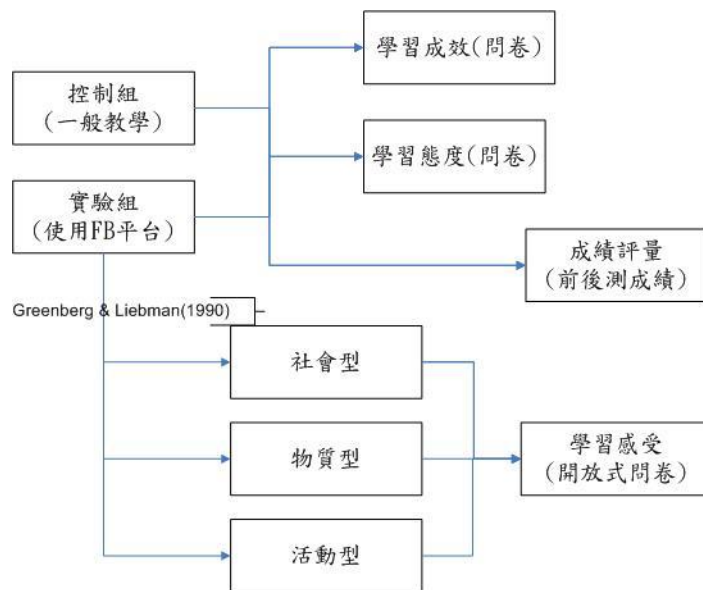 學習成效(問卷)
控制組
(一般教學)
學習態度(問卷)
實驗組
(使用FB平台)
成績評量
(前後測成績)
Greenberg & Liebman(1990)
社會型
物質型
學習感受
(開放式問卷)
活動型